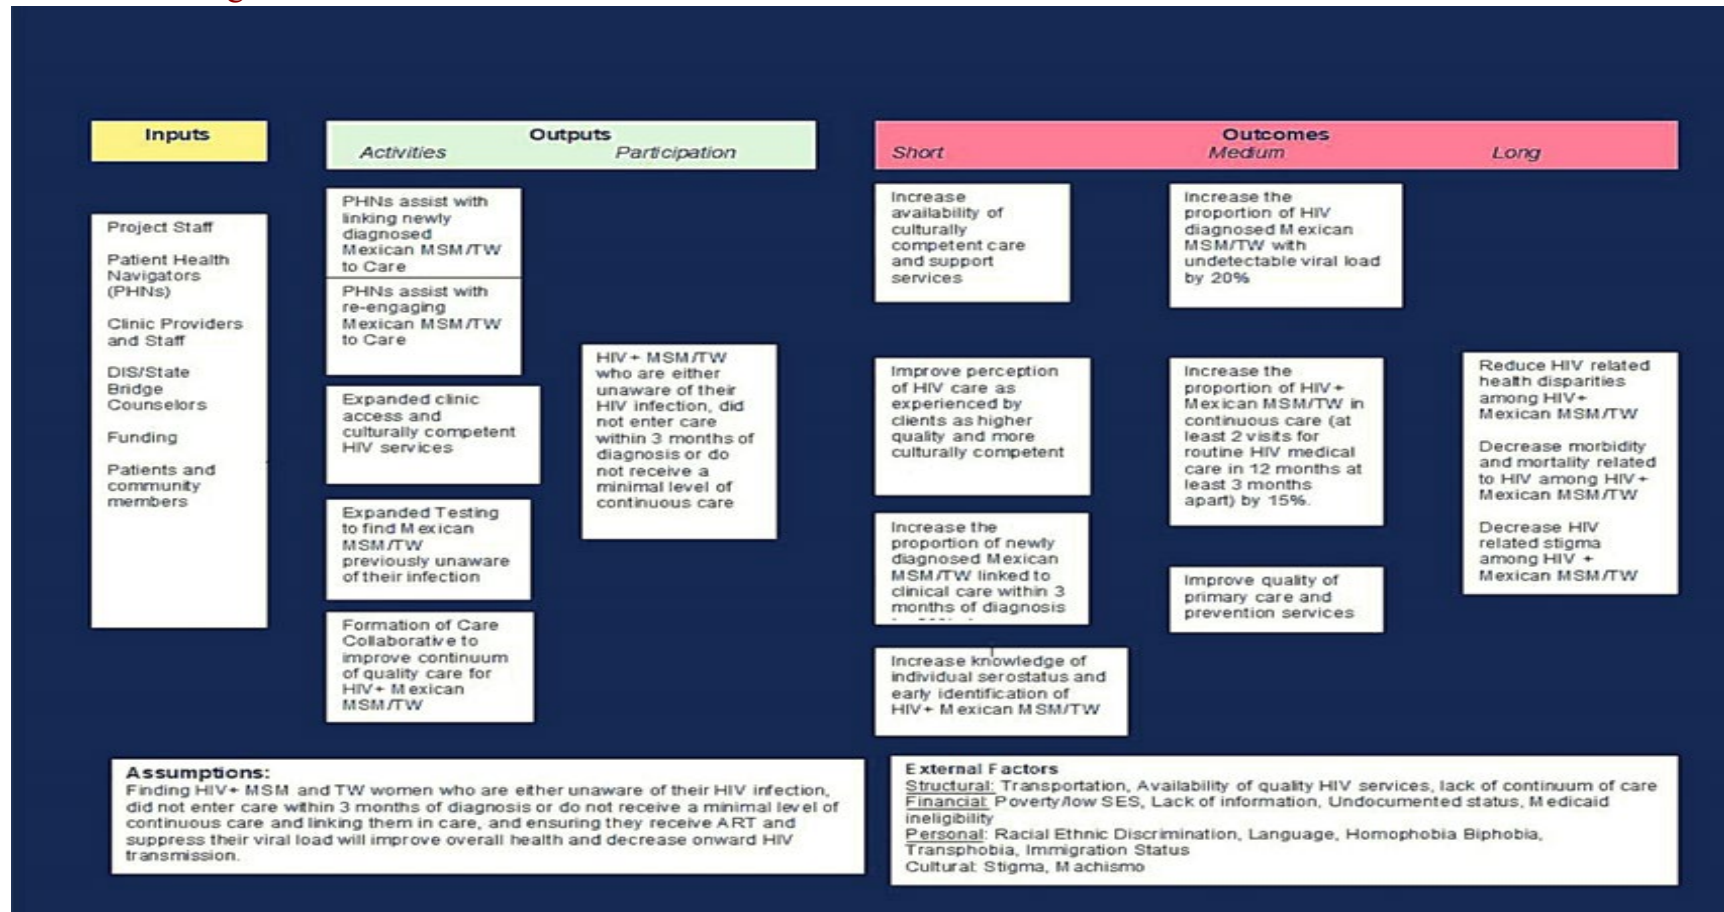 Inputs
Outputs
Activities Participation
Outcomes
Short Medium Long
Project Staff
Patient Health
Navigators
(PHNs)
Clinic Providers
and Staff
DIS/State
Bridge
Counselors
Funding
Patients and
community
members
PHNs assist with
linking newly
diagnosed
Mexican MSM/TW
to Care
PHNs assist with
re-engaging
Mexican MSM/TW
to Care
Expanded clinic
access and
culturally competent
HIV services
Expanded Testing
to find Mexican
MSM/TW
previously unaware
of their infection
Formation of Care
Collaborative to
improve continuum
of quality care for
HIV+ Mexican
MSM/TW
HIV+ MSM/TW
who are either
unaware of their
HIV infection, did
not enter care
within 3 months of
diagnosis or do
not receive a
minimal level of
continuous care
Increase
availability of
culturally
competent care
and support
services
Improve perception
of HIV care as
experienced by
clients as higher
quality and more
culturally competent
Increase the
proportion of newly
diagnosed Mexican
MSM/TW linked to
clinical care within 3
months of diagnosis
Increase knowledge of
individual serostatus and
early identification of
HIV+ Mexican MSM/TW
Increase the
proportion of HIV
diagnosed Mexican
MSM/TW with
undetectable viral load
by 20%
Increase the
proportion of HIV+
Mexican MSM/TW in
continuous care (at
least 2 visits for
routine HIV medical
care in 12 months at
least 3 months
apart) by 15%.
Improve quality of
primary care and
prevention services
Reduce HIV related
health disparities
among HIV+
Mexican MSM/TW
Decrease morbidity
and mortality related
to HIV among HIV+
Mexican MSM/TW
Decrease HIV
related stigma
among HIV +
Mexican MSM/TW
Assumptions:
Finding HIV+ MSM and TW women who are either unaware of their HIV infection,
did not enter care within 3 months of diagnosis or do not receive a minimal level of
continuous care and linking them in care, and ensuring they receive ART and
suppress their viral load will improve overall health and decrease onward HIV
transmission.
External Factors
Structural: Transportation, Availability of quality HIV services, lack of continuum of care
Financial: Poverty/low SES, Lack of information, Undocumented status, Medicaid
ineligibility
Personal: Racial Ethnic Discrimination, Language, Homophobia Biphobia,
Transphobia, Immigration Status
Cultural: Stigma, Machismo